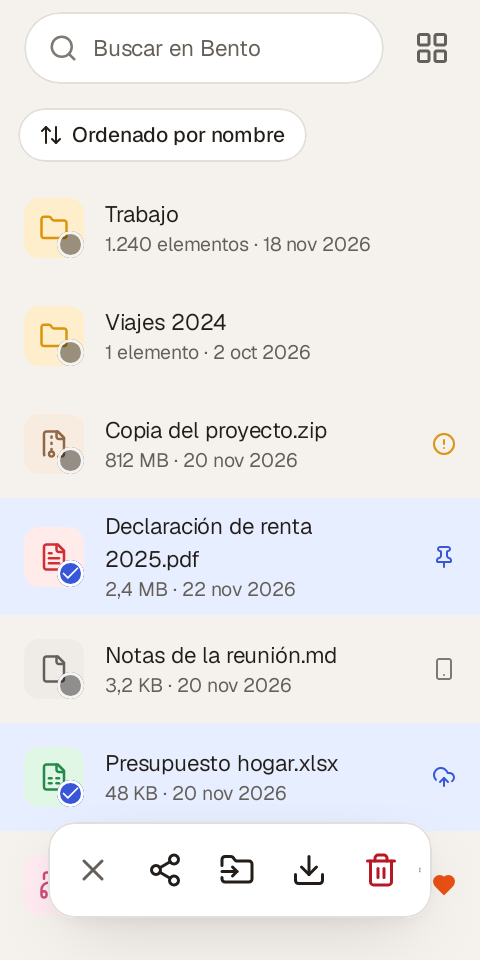 Buscar en Bento
Ordenado por nombre
Trabajo
1.240 elementos · 18 nov 2026
Viajes 2024
1 elemento · 2 oct 2026
Copia del proyecto.zip
812 MB · 20 nov 2026
Declaración de renta
2025.pdf
2,4 MB · 22 nov 2026
Notas de la reunión.md
3,2 KB · 20 nov 2026
Presupuesto hogar.xlsx
48 KB · 20 nov 2026